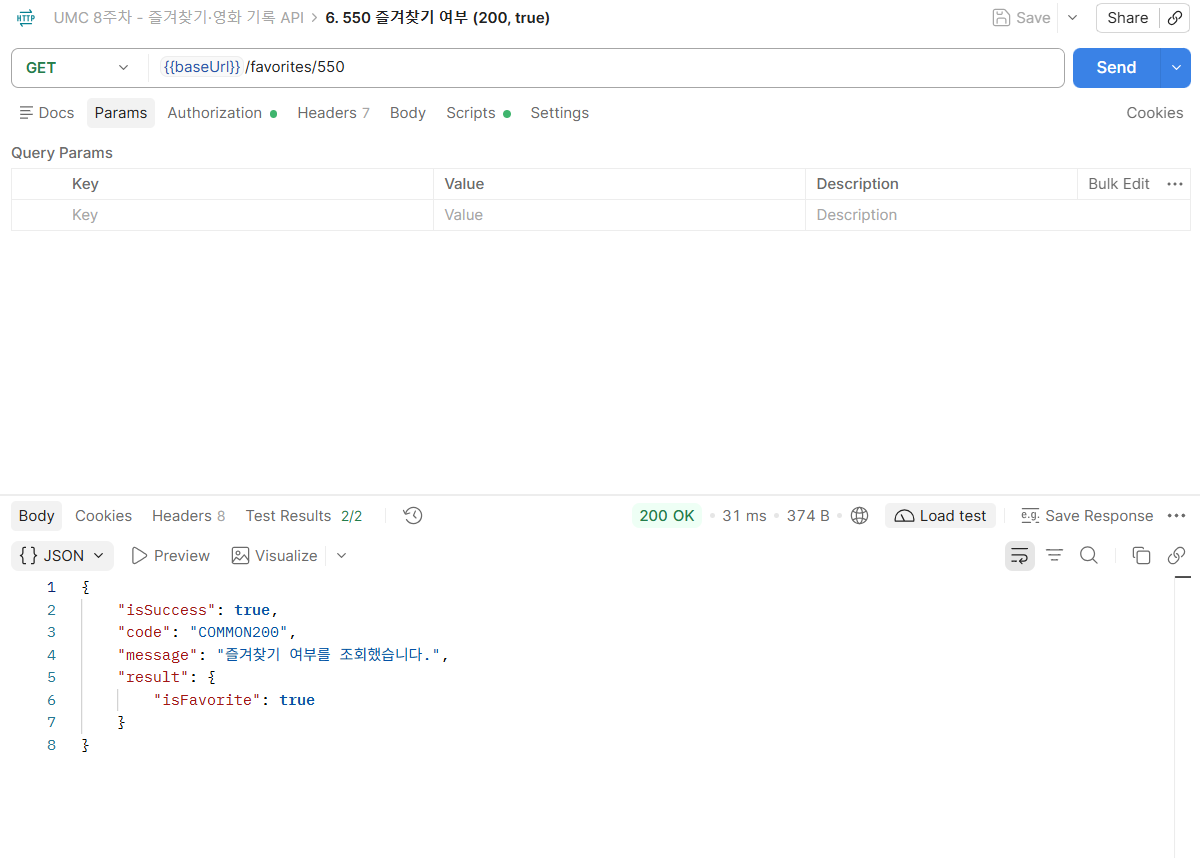 HTTP UMC 8주차 - 즐겨찾기·영화 기록 API > 6. 550 즐겨찾기 여부 (200, true) Save Share
GET {{baseUrl}} /favorites/550 Send
Docs Params Authorization Headers 7 Body Scripts Settings Cookies
Query Params
Key Value Description Bulk Edit
Key Value Description
Body Cookies Headers 8 Test Results 2/2 200 OK 31 ms 374 B Load test e.g. Save Response
{ } JSON Preview Visualize
1 {
2 "isSuccess": true,
3 "code": "COMMON200",
4 "message": "즐겨찾기 여부를 조회했습니다.",
5 "result": {
6 "isFavorite": true
7 }
8 }